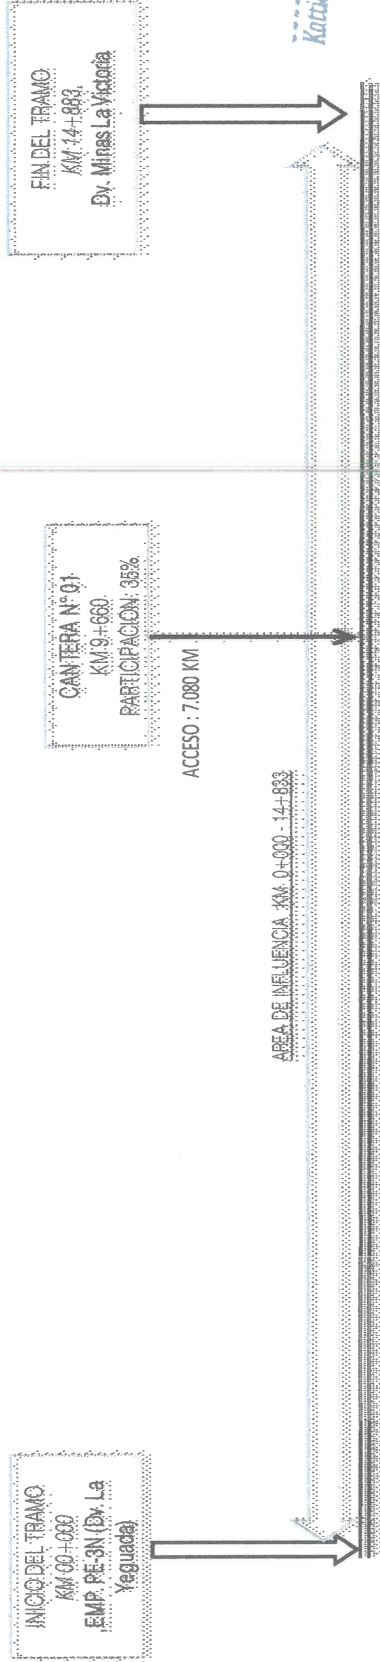 INICIO DEL TRAMO
KM 00+000
EMP. PE-3N (Dv. La
Yeguada)
CANTERA N° 01
KM 9+660
PARTICIPACION: 35%
ACCESO : 7.080 KM
AREA DE INFLUENCIA :KM 0+000 - 14+833
FIN DEL TRAMO
KM 14+883,
Dv. Minas La Victoria